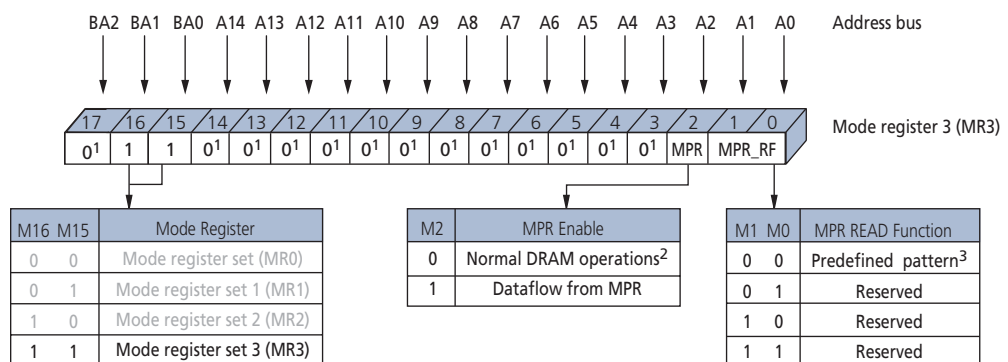 BA2 BA1 BA0 A14 A13 A12 A11 A10 A9 A8 A7 A6 A5 A4 A3 A2 A1 A0 Address bus
17 16 15 14 13 12 11 10 9 8 7 6 5 4 3 2 1 0 Mode register 3 (MR3)
0¹ 1 1 0¹ 0¹ 0¹ 0¹ 0¹ 0¹ 0¹ 0¹ 0¹ 0¹ 0¹ 0¹ MPR MPR_RF
M16 M15 Mode Register
0 0 Mode register set (MR0)
0 1 Mode register set 1 (MR1)
1 0 Mode register set 2 (MR2)
1 1 Mode register set 3 (MR3)
M2 MPR Enable
0 Normal DRAM operations²
1 Dataflow from MPR
M1 M0 MPR READ Function
0 0 Predefined pattern³
0 1 Reserved
1 0 Reserved
1 1 Reserved